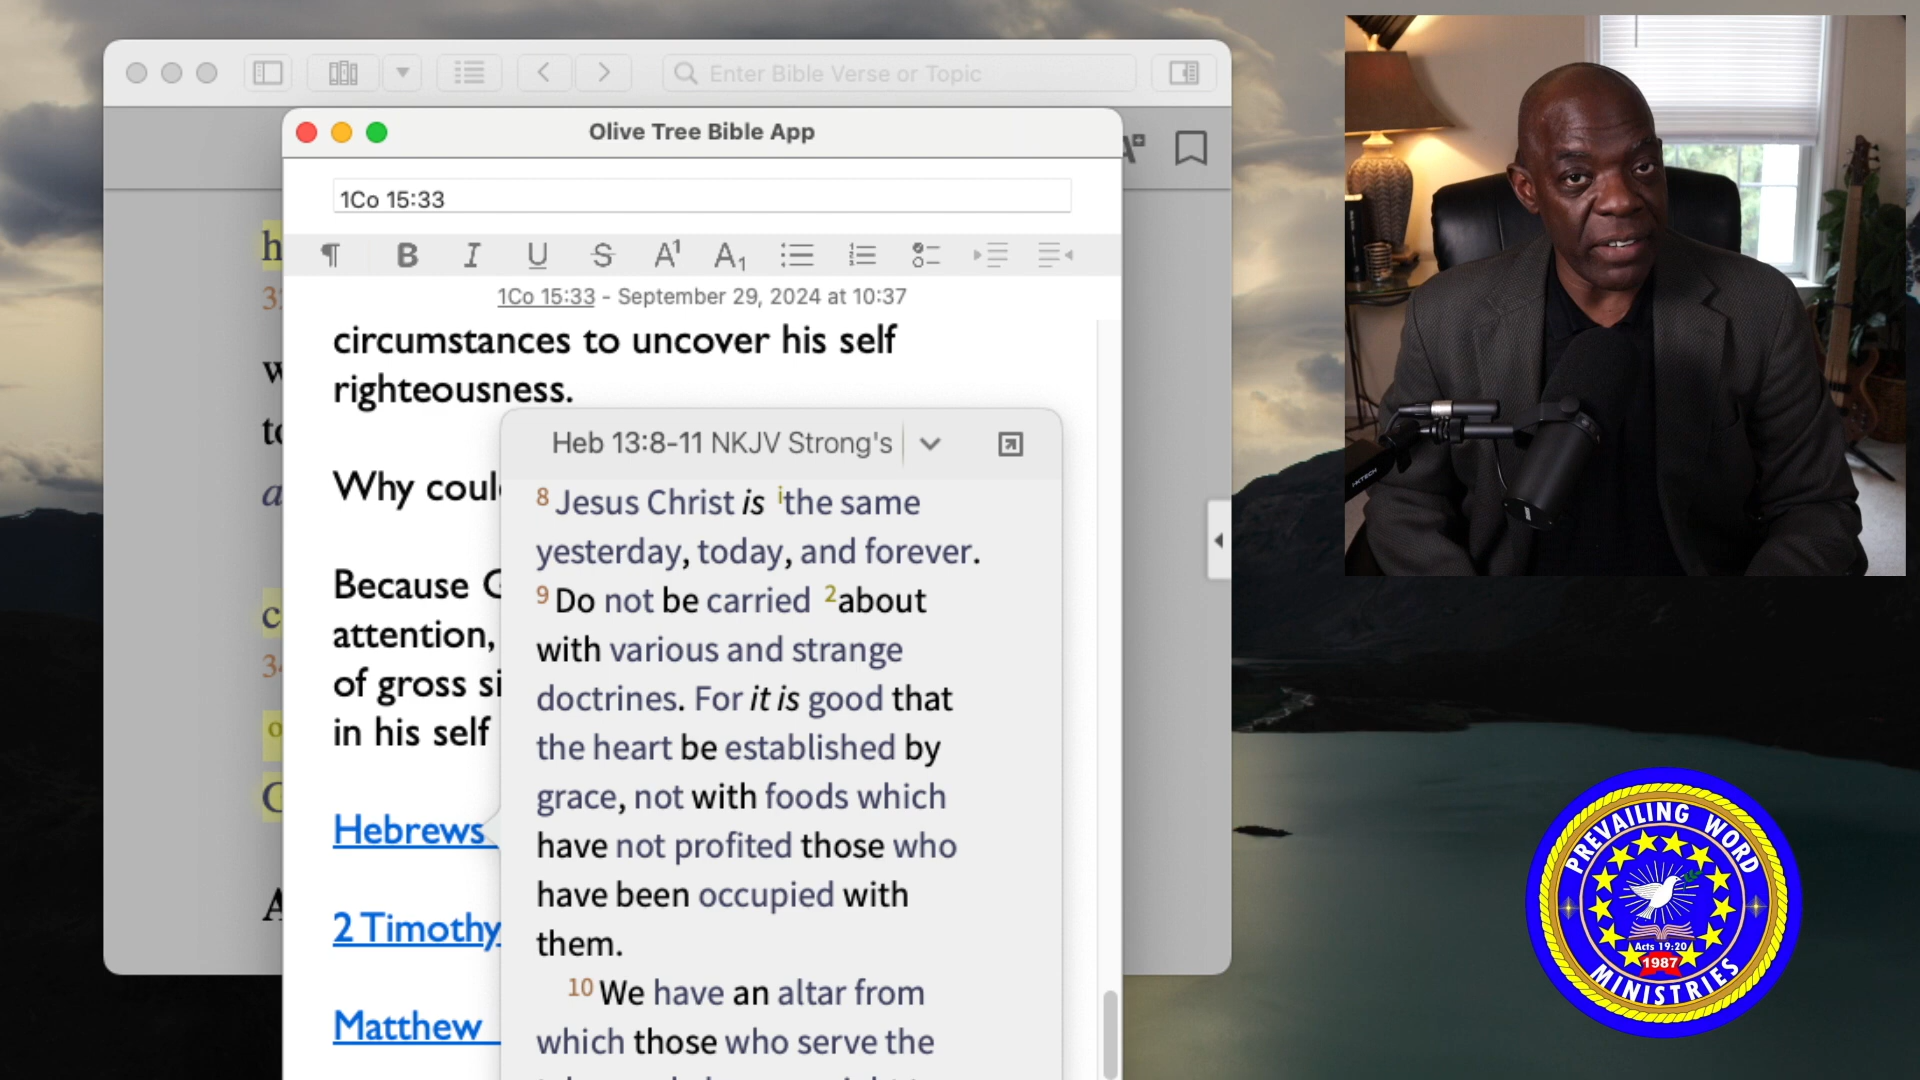 Enter Bible Verse or Topic
Olive Tree Bible App
1Co 15:33
1Co 15:33 - September 29, 2024 at 10:37
circumstances to uncover his self
righteousness.
Why
Because
attention,
of gross
in his self
Hebrews
2 Timothy
Matthew
Heb 13:8-11 NKJV Strong's
8 Jesus Christ is i the same
yesterday, today, and forever.
9 Do not be carried 2 about
with various and strange
doctrines. For it is good that
the heart be established by
grace, not with foods which
have not profited those who
have been occupied with
them.
10 We have an altar from
which those who serve the
PREVAILING WORD
Acts 19:20
1987
MINISTRIES